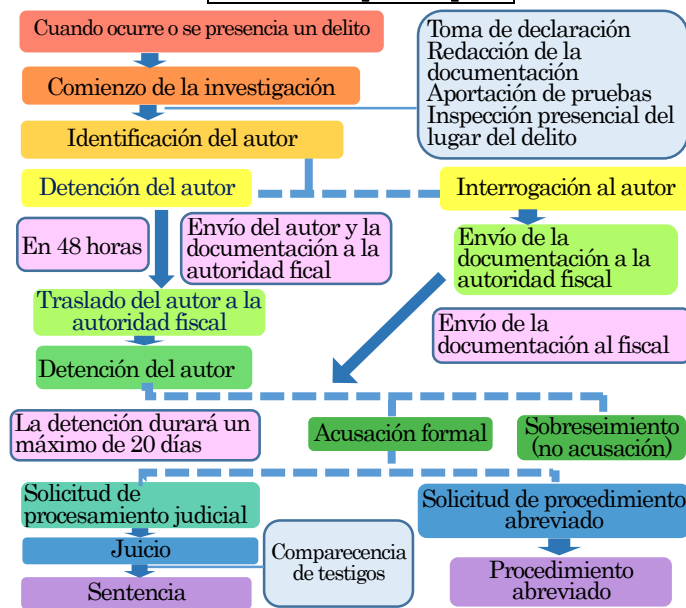 Cuando ocurre o se presencia un delito
Toma de declaración
Redacción de la
documentación
Aportación de pruebas
Inspección presencial del
lugar del delito
Comienzo de la investigación
Identificación del autor
Detención del autor
Interrogación al autor
En 48 horas
Envío del autor y la
documentación a la
autoridad fical
Envío de la
documentación a la
autoridad fiscal
Traslado del autor a la
autoridad fiscal
Envío de la
documentación al fiscal
Detención del autor
La detención durará un
máximo de 20 días
Acusación formal
Sobreseimiento
(no acusación)
Solicitud de
procesamiento judicial
Solicitud de procedimiento
abreviado
Juicio
Comparecencia
de testigos
Sentencia
Procedimiento
abreviado